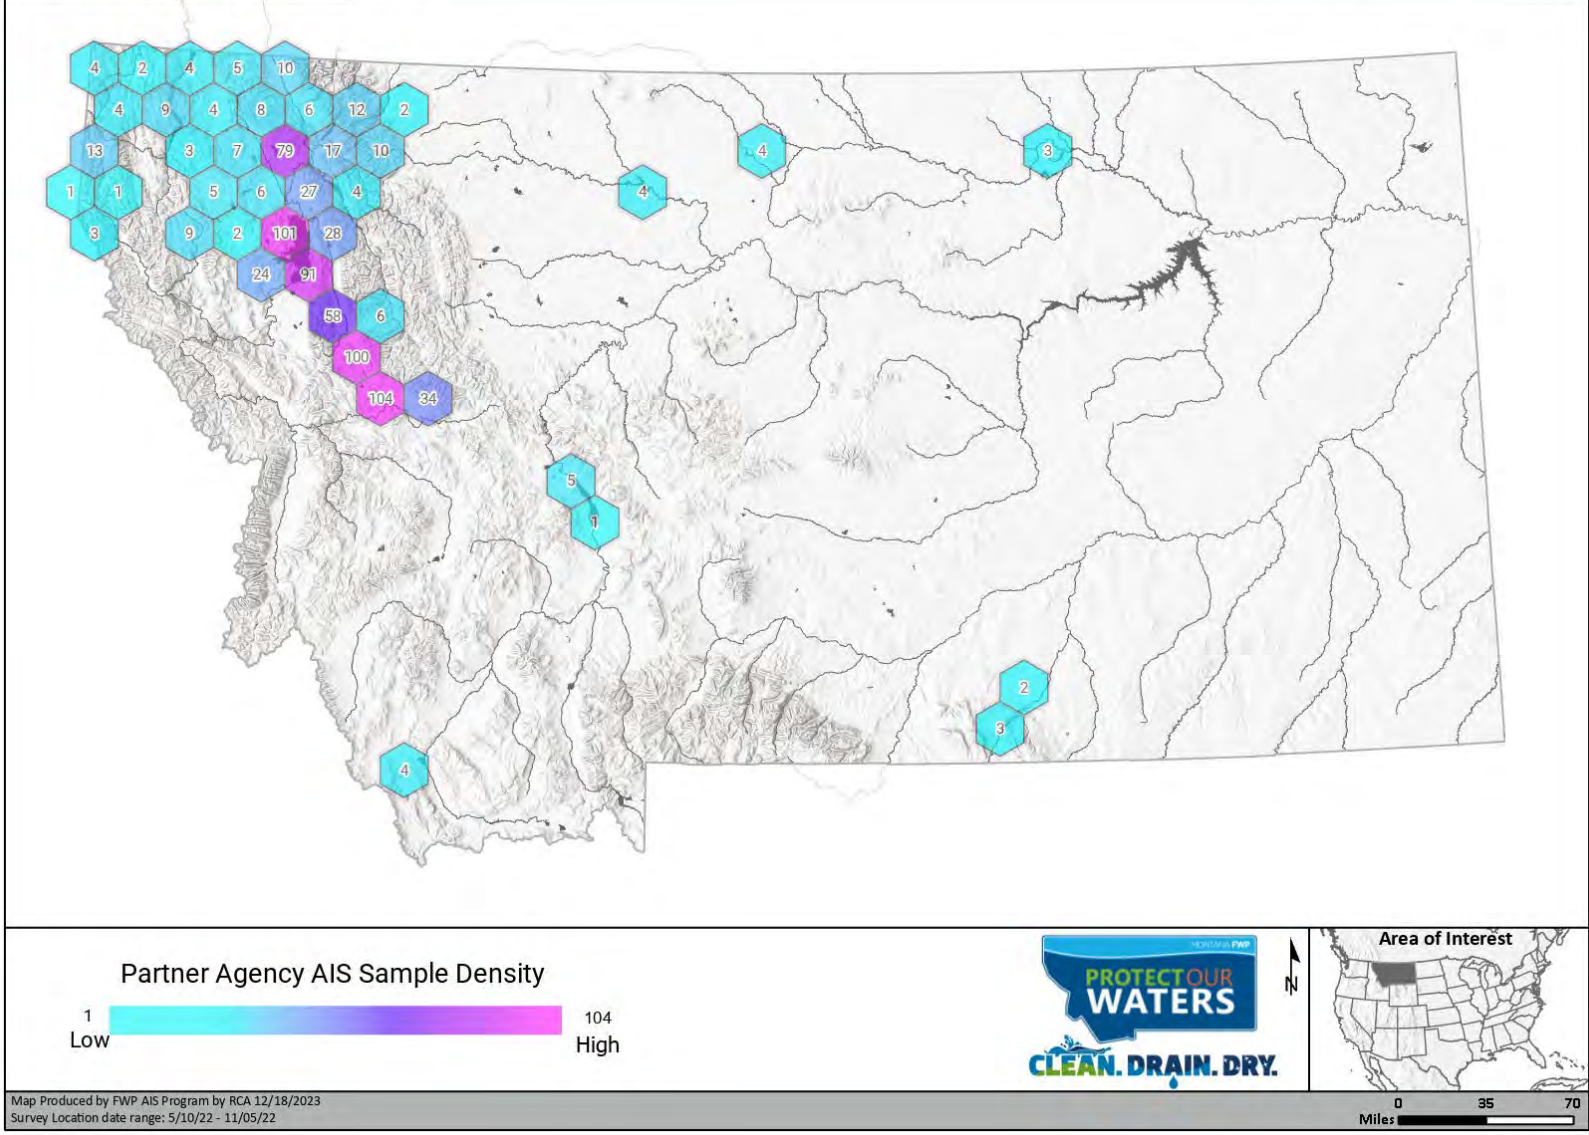 4 2 4 5 10
4 9 4 8 6 12 2
13 3 7 79 17 10 4 3
1 1 5 6 27 4 4
3 9 2 101 28
24 91
58 6
100
104 34
5
1
2
3
4
Partner Agency AIS Sample Density
1 104
Low High
MONTANA FWP
PROTECT OUR
WATERS
CLEAN. DRAIN. DRY.
N
Area of Interest
Map Produced by FWP AIS Program by RCA 12/18/2023
Survey Location date range: 5/10/22 - 11/05/22
0 35 70
Miles